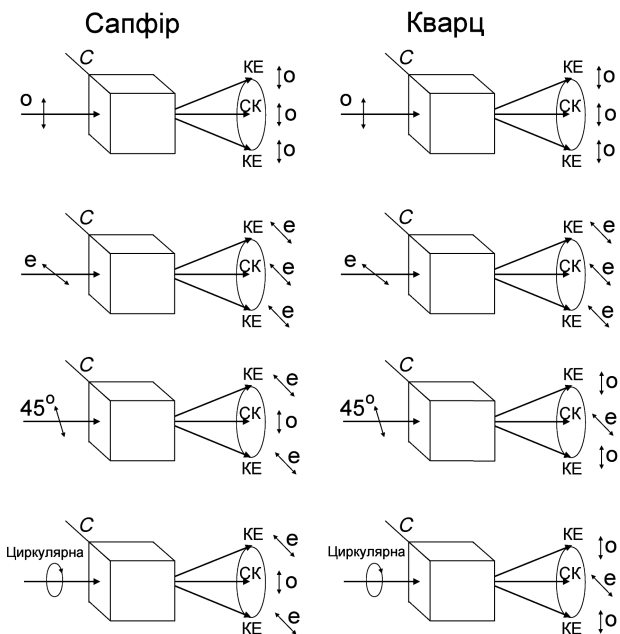 Сапфір Кварц
C КЕ о C КЕ о
о СК о о СК о
КЕ о КЕ о
C КЕ е C КЕ е
е СК е е СК е
КЕ е КЕ е
C КЕ е C КЕ о
45° СК о 45° СК е
КЕ е КЕ о
C КЕ е C КЕ о
Циркулярна СК о Циркулярна СК е
КЕ е КЕ о